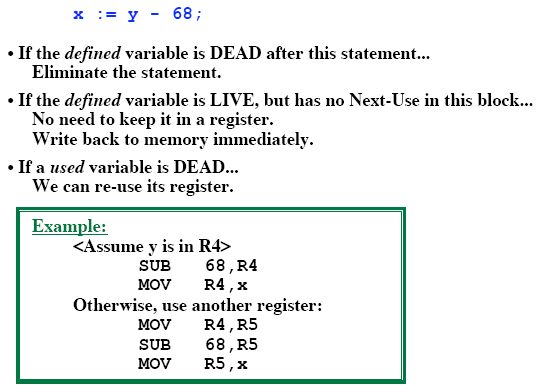 x := y - 68;
• If the defined variable is DEAD after this statement...
Eliminate the statement.
• If the defined variable is LIVE, but has no Next-Use in this block...
No need to keep it in a register.
Write back to memory immediately.
• If a used variable is DEAD...
We can re-use its register.
Example:
<Assume y is in R4>
SUB 68,R4
MOV R4,x
Otherwise, use another register:
MOV R4,R5
SUB 68,R5
MOV R5,x